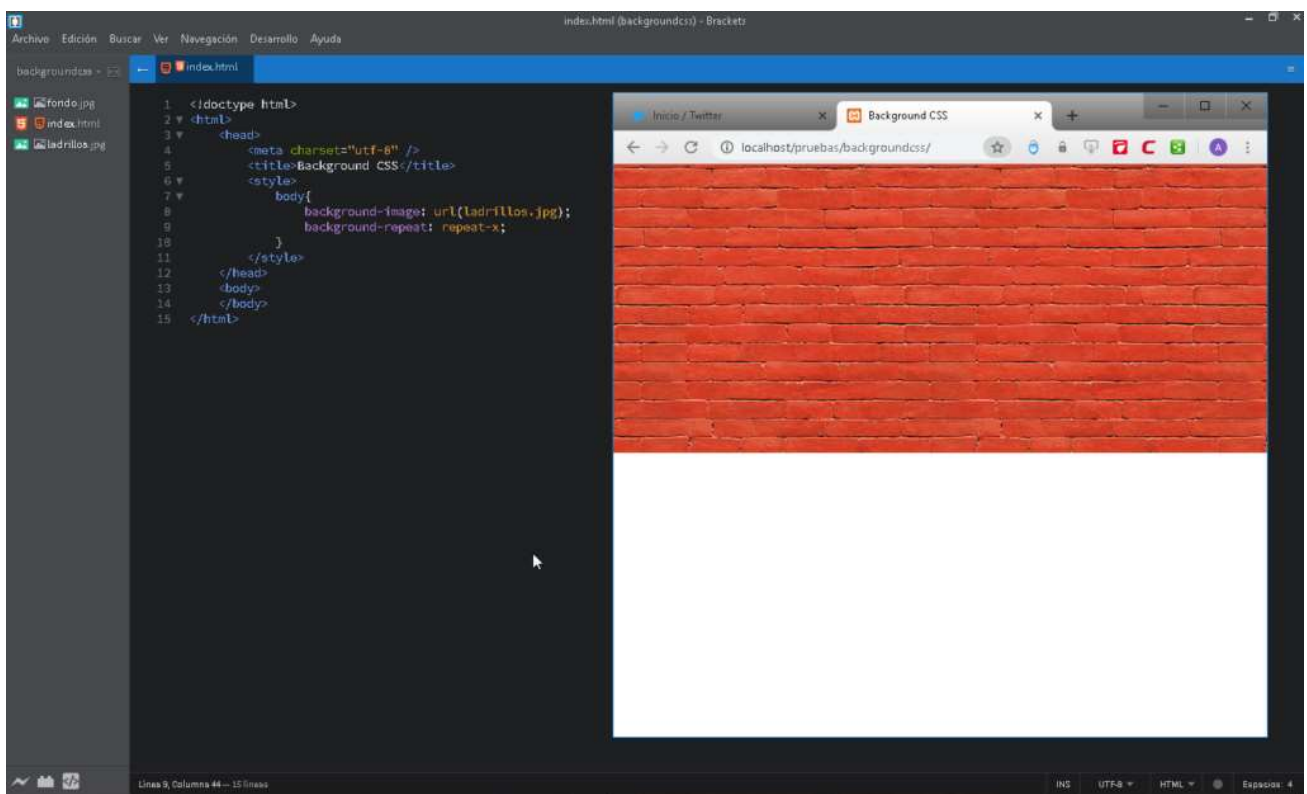 index.html (backgroundcss) - Brackets
Archivo Edición Buscar Ver Navegación Desarrollo Ayuda
backgroundcss
index.html
fondo.jpg
index.html
ladrillos.jpg
1 <!doctype html>
2 <html>
3 <head>
4 <meta charset="utf-8" />
5 <title>Background CSS</title>
6 <style>
7 body{
8 background-image: url(ladrillos.jpg);
9 background-repeat: repeat-x;
10 }
11 </style>
12 </head>
13 <body>
14 </body>
15 </html>
Inicio / Twitter
Background CSS
localhost/pruebas/backgroundcss/
A
Línea 9, Columna 44 — 15 líneas
INS UTF-8 HTML Espacios: 4